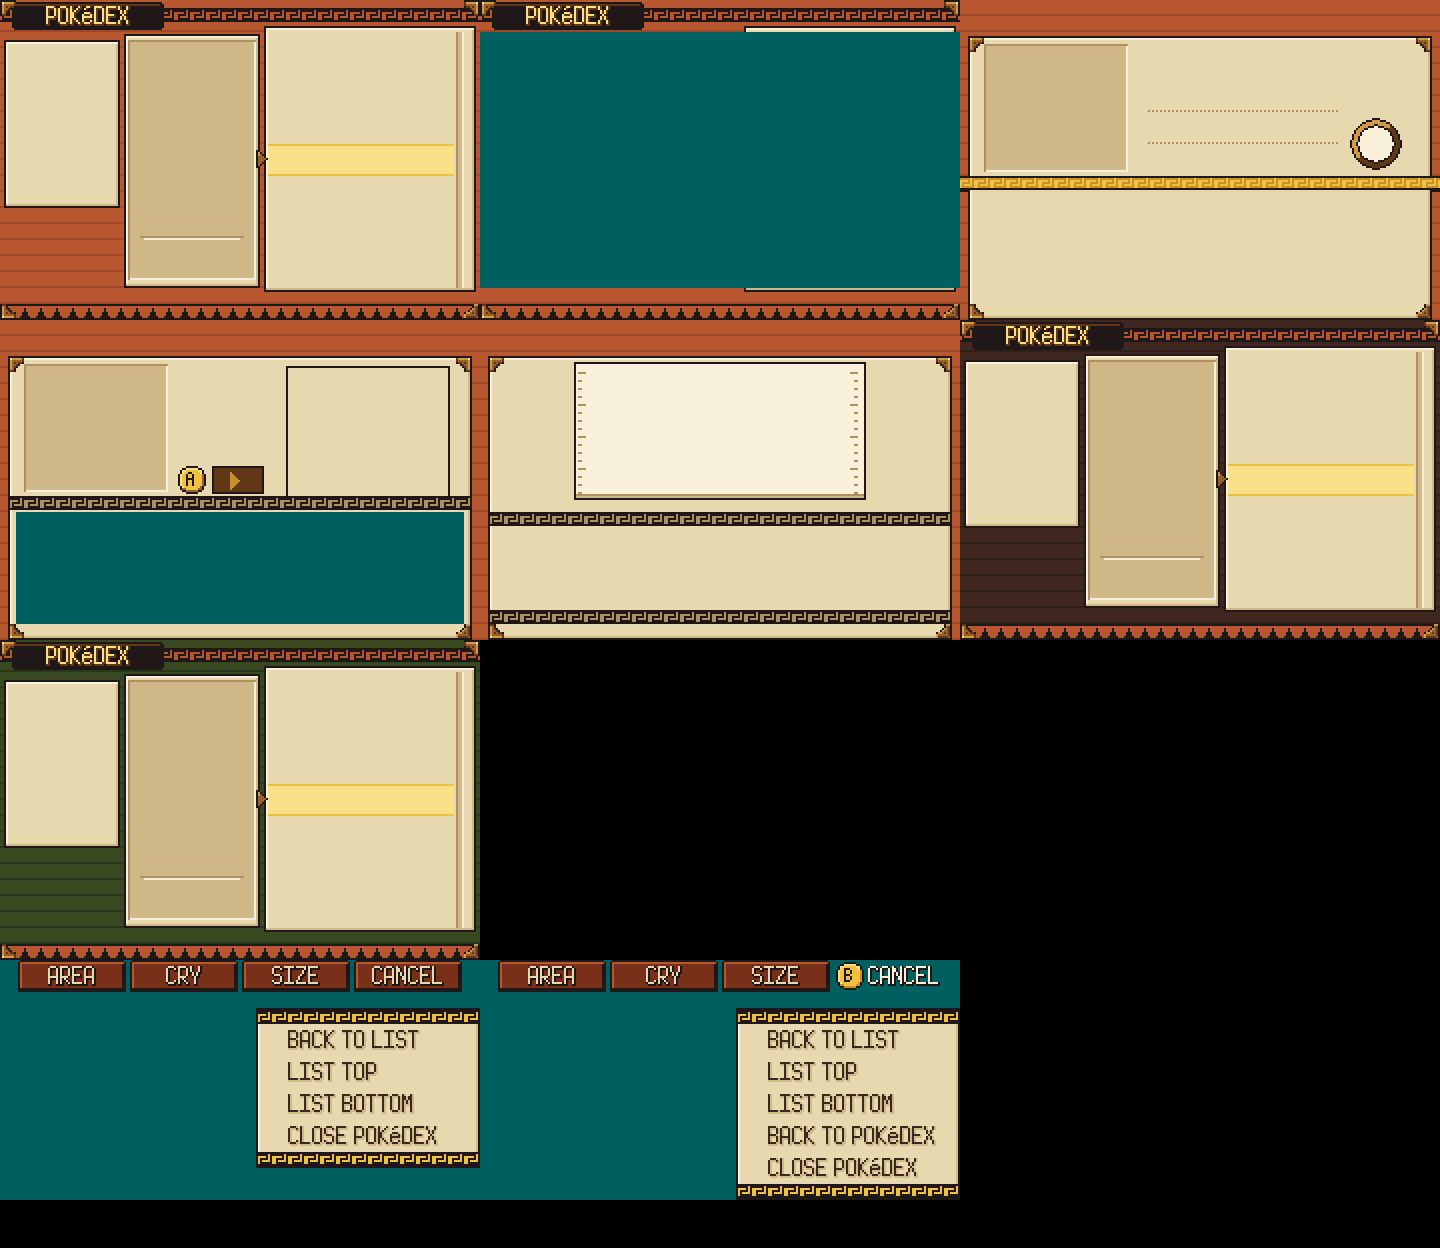 POKéDEX
POKéDEX
A
POKéDEX
POKéDEX
AREA CRY SIZE CANCEL
AREA CRY SIZE B CANCEL
BACK TO LIST
LIST TOP
LIST BOTTOM
CLOSE POKéDEX
BACK TO LIST
LIST TOP
LIST BOTTOM
BACK TO POKéDEX
CLOSE POKéDEX